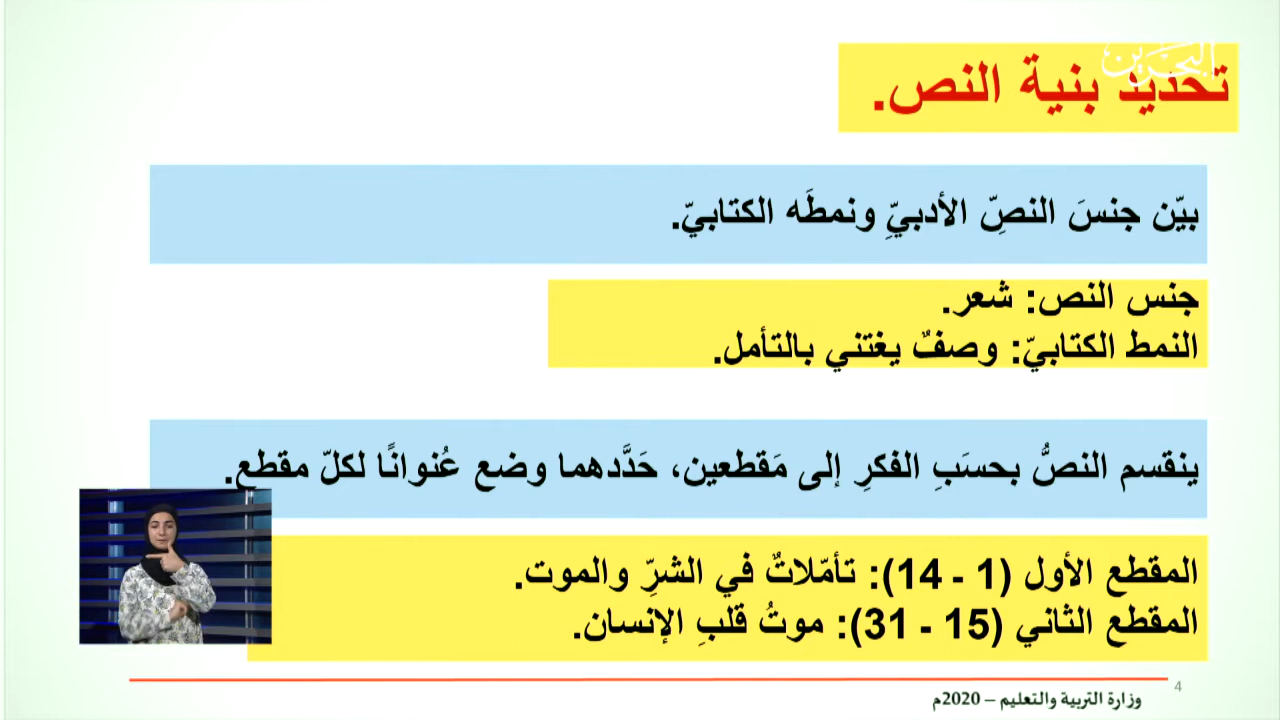 البحرين
تحديد بنية النص.
بيّن جنسَ النصِّ الأدبيِّ ونمطَه الكتابيّ.
جنس النص: شعر.
النمط الكتابيّ: وصفٌ يغتني بالتأمل.
ينقسم النصُّ بحسَبِ الفكرِ إلى مَقطعين، حَدَّدهما وضع عُنوانًا لكلّ مقطع.
المقطع الأول (1 - 14): تأمّلاتٌ في الشرِّ والموت.
المقطع الثاني (15 - 31): موتُ قلبِ الإنسان.
4
وزارة التربية والتعليم – 2020م